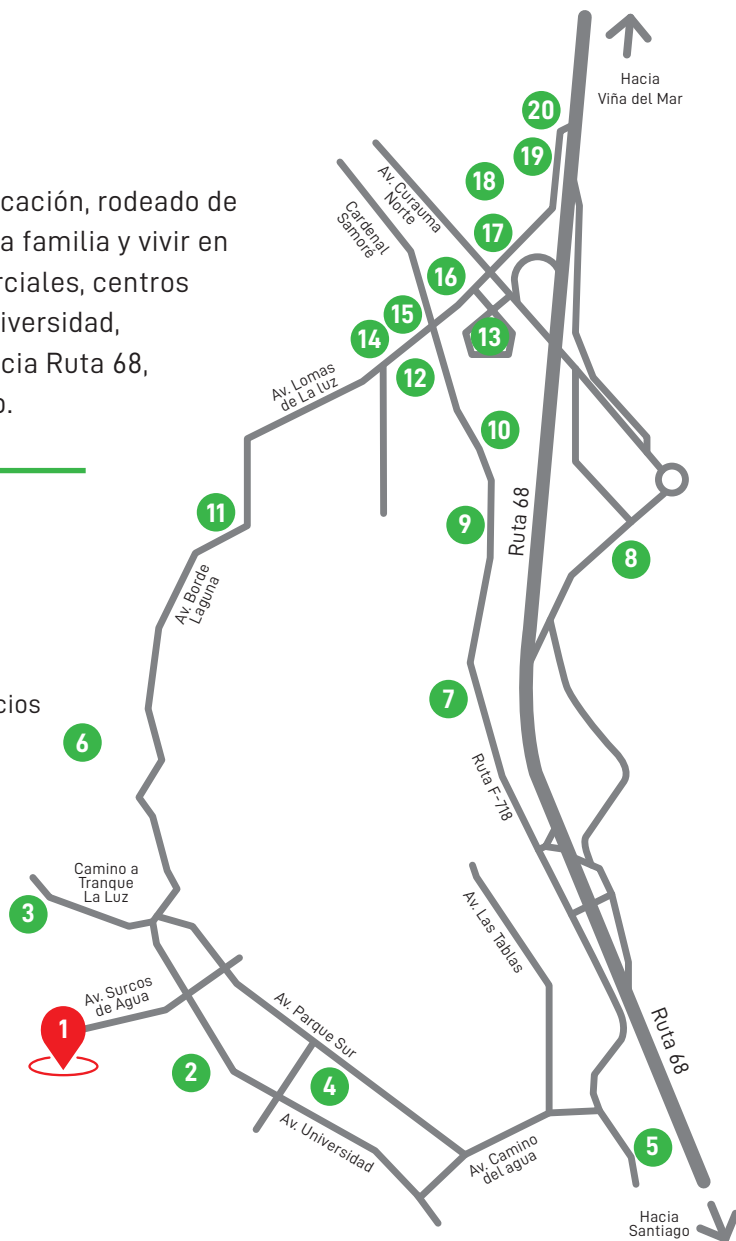 cación, rodeado de
a familia y vivir en
rciales, centros
iversidad,
cia Ruta 68,
o.
cios
Hacia
Viña del Mar
20
19
18
Av. Curauma
Norte
17
Cardenal
Samoré
16
15
14
13
12
Av. Lomas
de La luz
10
11
9
Ruta 68
8
Av. Borde
Laguna
7
6
Ruta F-718
Camino a
Tranque
La Luz
3
Av. Las Tablas
Av. Surcos
de Agua
1
Av. Parque Sur
Ruta 68
2
4
Av. Universidad
Av. Camino
del agua
5
Hacia
Santiago